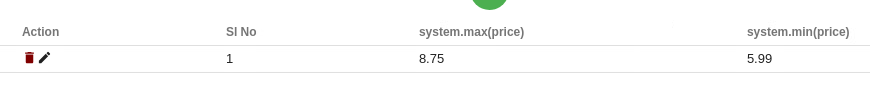 Action Sl No system.max(price) system.min(price)
1 8.75 5.99